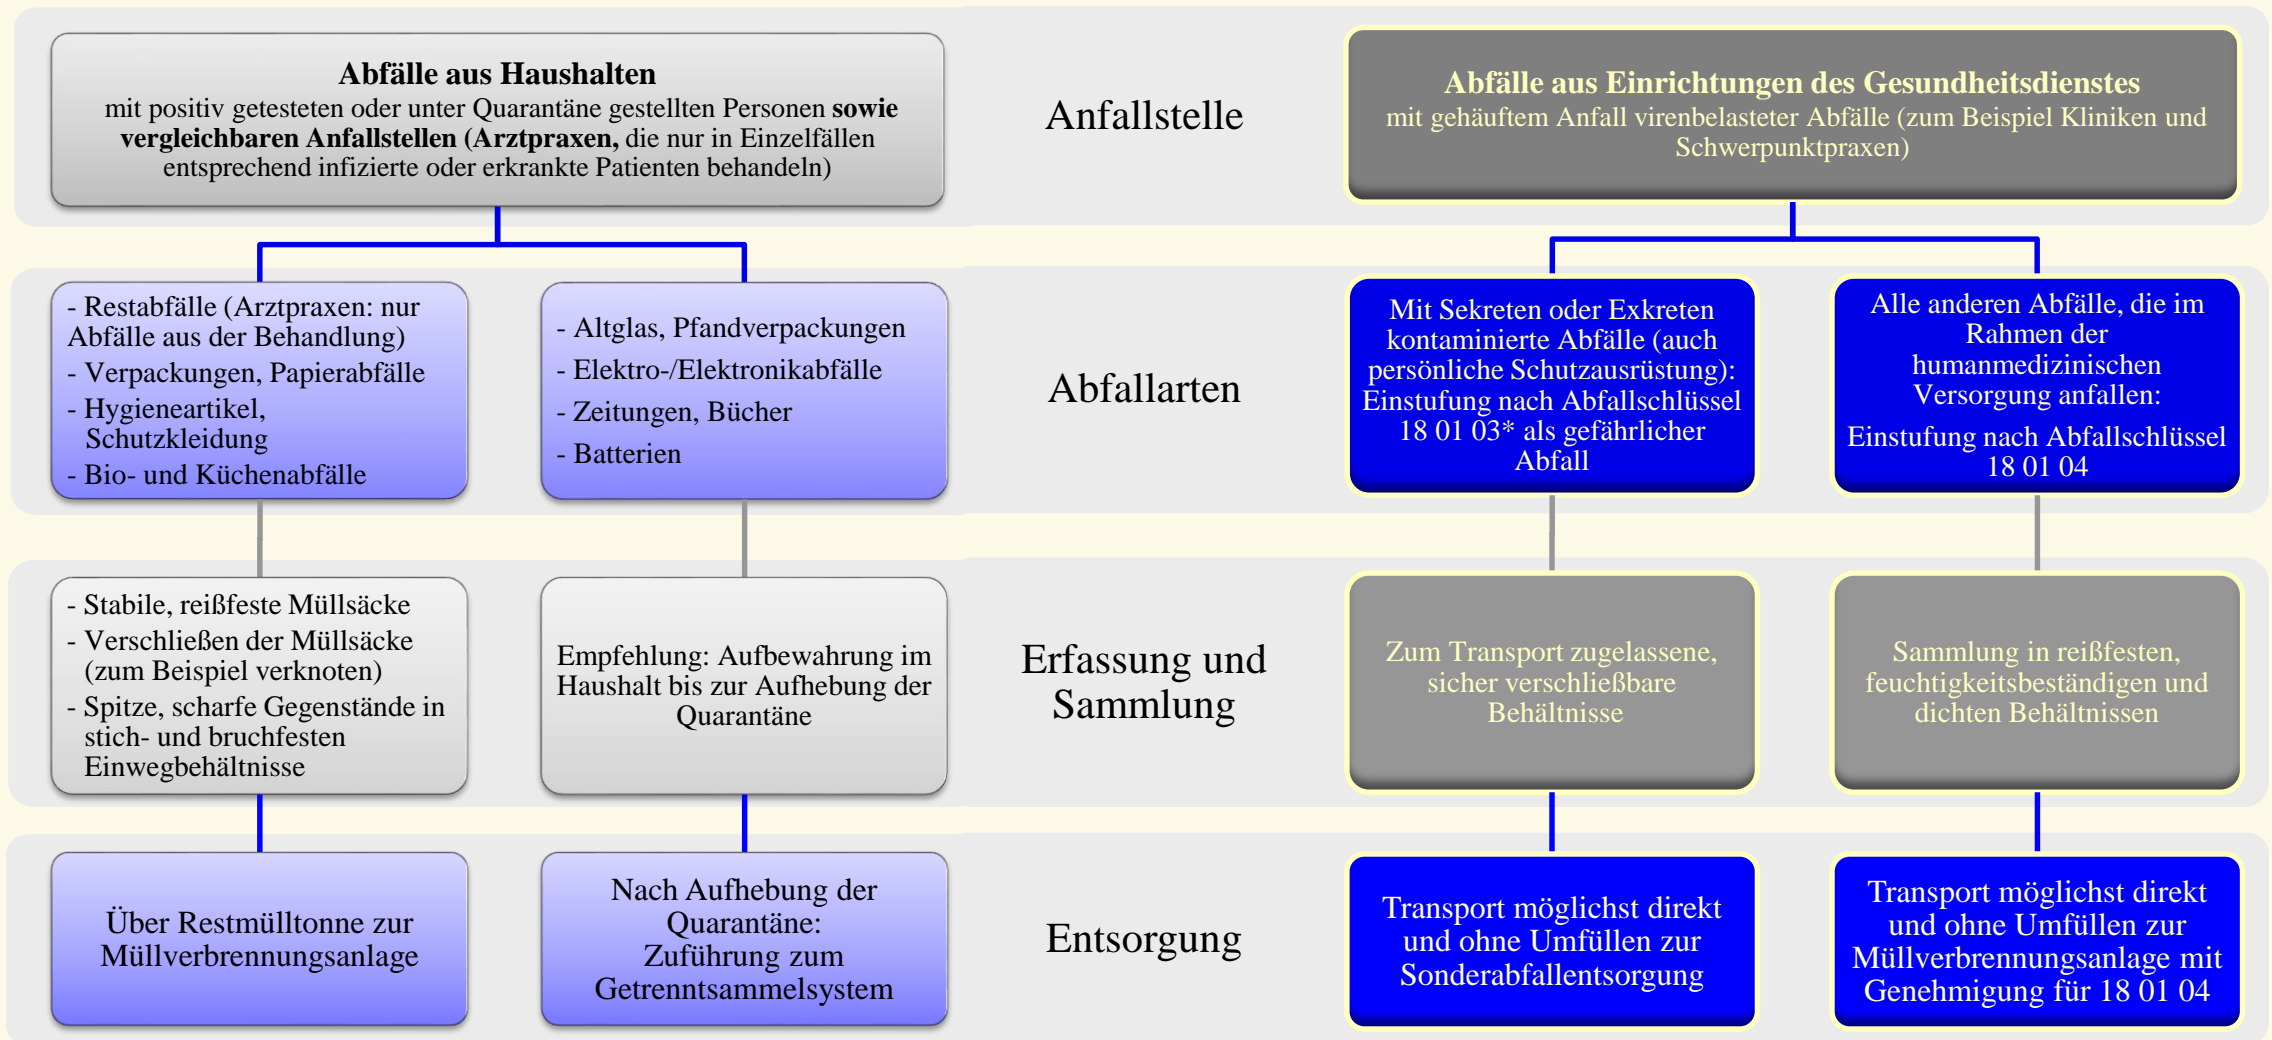 Abfälle aus Haushalten
mit positiv getesteten oder unter Quarantäne gestellten Personen sowie
vergleichbaren Anfallstellen (Arztpraxen, die nur in Einzelfällen
entsprechend infizierte oder erkrankte Patienten behandeln)
Anfallstelle
Abfälle aus Einrichtungen des Gesundheitsdienstes
mit gehäuftem Anfall virenbelasteter Abfälle (zum Beispiel Kliniken und
Schwerpunktpraxen)
- Restabfälle (Arztpraxen: nur
Abfälle aus der Behandlung)
- Verpackungen, Papierabfälle
- Hygieneartikel,
Schutzkleidung
- Bio- und Küchenabfälle
- Altglas, Pfandverpackungen
- Elektro-/Elektronikabfälle
- Zeitungen, Bücher
- Batterien
Abfallarten
Mit Sekreten oder Exkreten
kontaminierte Abfälle (auch
persönliche Schutzausrüstung):
Einstufung nach Abfallschlüssel
18 01 03* als gefährlicher
Abfall
Alle anderen Abfälle, die im
Rahmen der
humanmedizinischen
Versorgung anfallen:
Einstufung nach Abfallschlüssel
18 01 04
- Stabile, reißfeste Müllsäcke
- Verschließen der Müllsäcke
(zum Beispiel verknoten)
- Spitze, scharfe Gegenstände in
stich- und bruchfesten
Einwegbehältnisse
Empfehlung: Aufbewahrung im
Haushalt bis zur Aufhebung der
Quarantäne
Erfassung und
Sammlung
Zum Transport zugelassene,
sicher verschließbare
Behältnisse
Sammlung in reißfesten,
feuchtigkeitsbeständigen und
dichten Behältnissen
Über Restmülltonne zur
Müllverbrennungsanlage
Nach Aufhebung der
Quarantäne:
Zuführung zum
Getrenntsammelsystem
Entsorgung
Transport möglichst direkt
und ohne Umfüllen zur
Sonderabfallentsorgung
Transport möglichst direkt
und ohne Umfüllen zur
Müllverbrennungsanlage mit
Genehmigung für 18 01 04